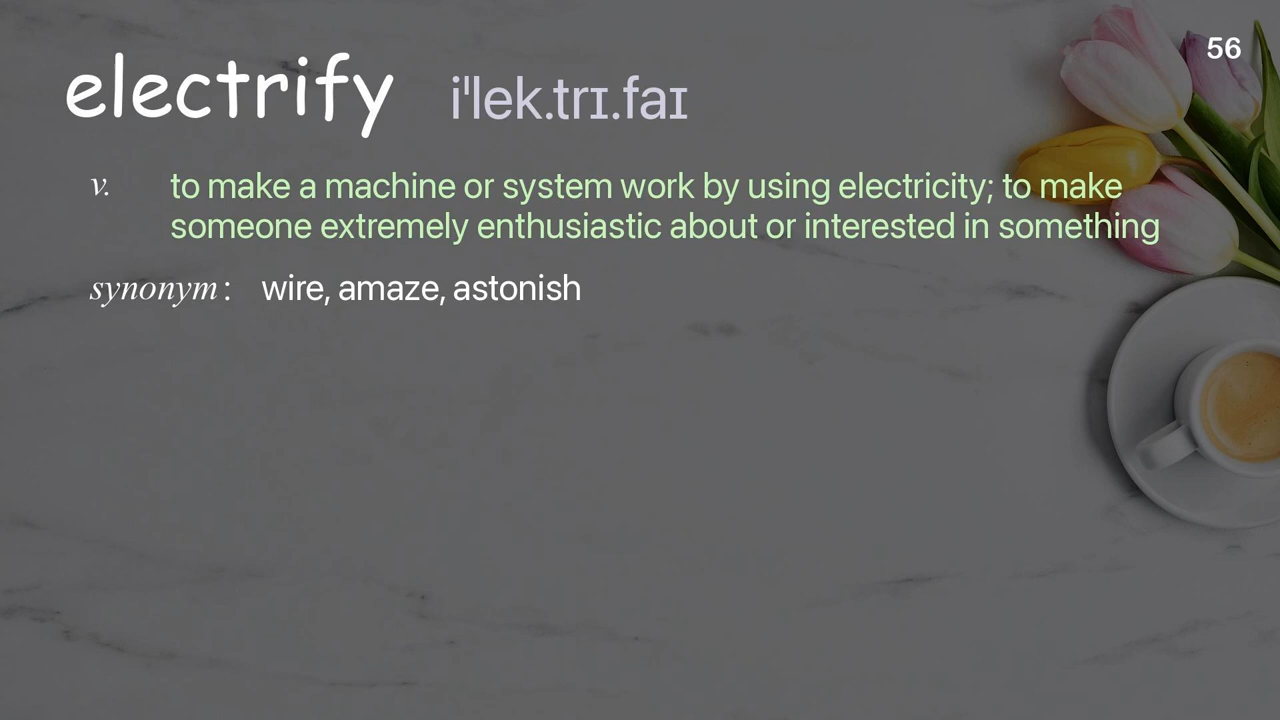 56
electrify iˈlek.trɪ.faɪ
v. to make a machine or system work by using electricity; to make
someone extremely enthusiastic about or interested in something
synonym : wire, amaze, astonish